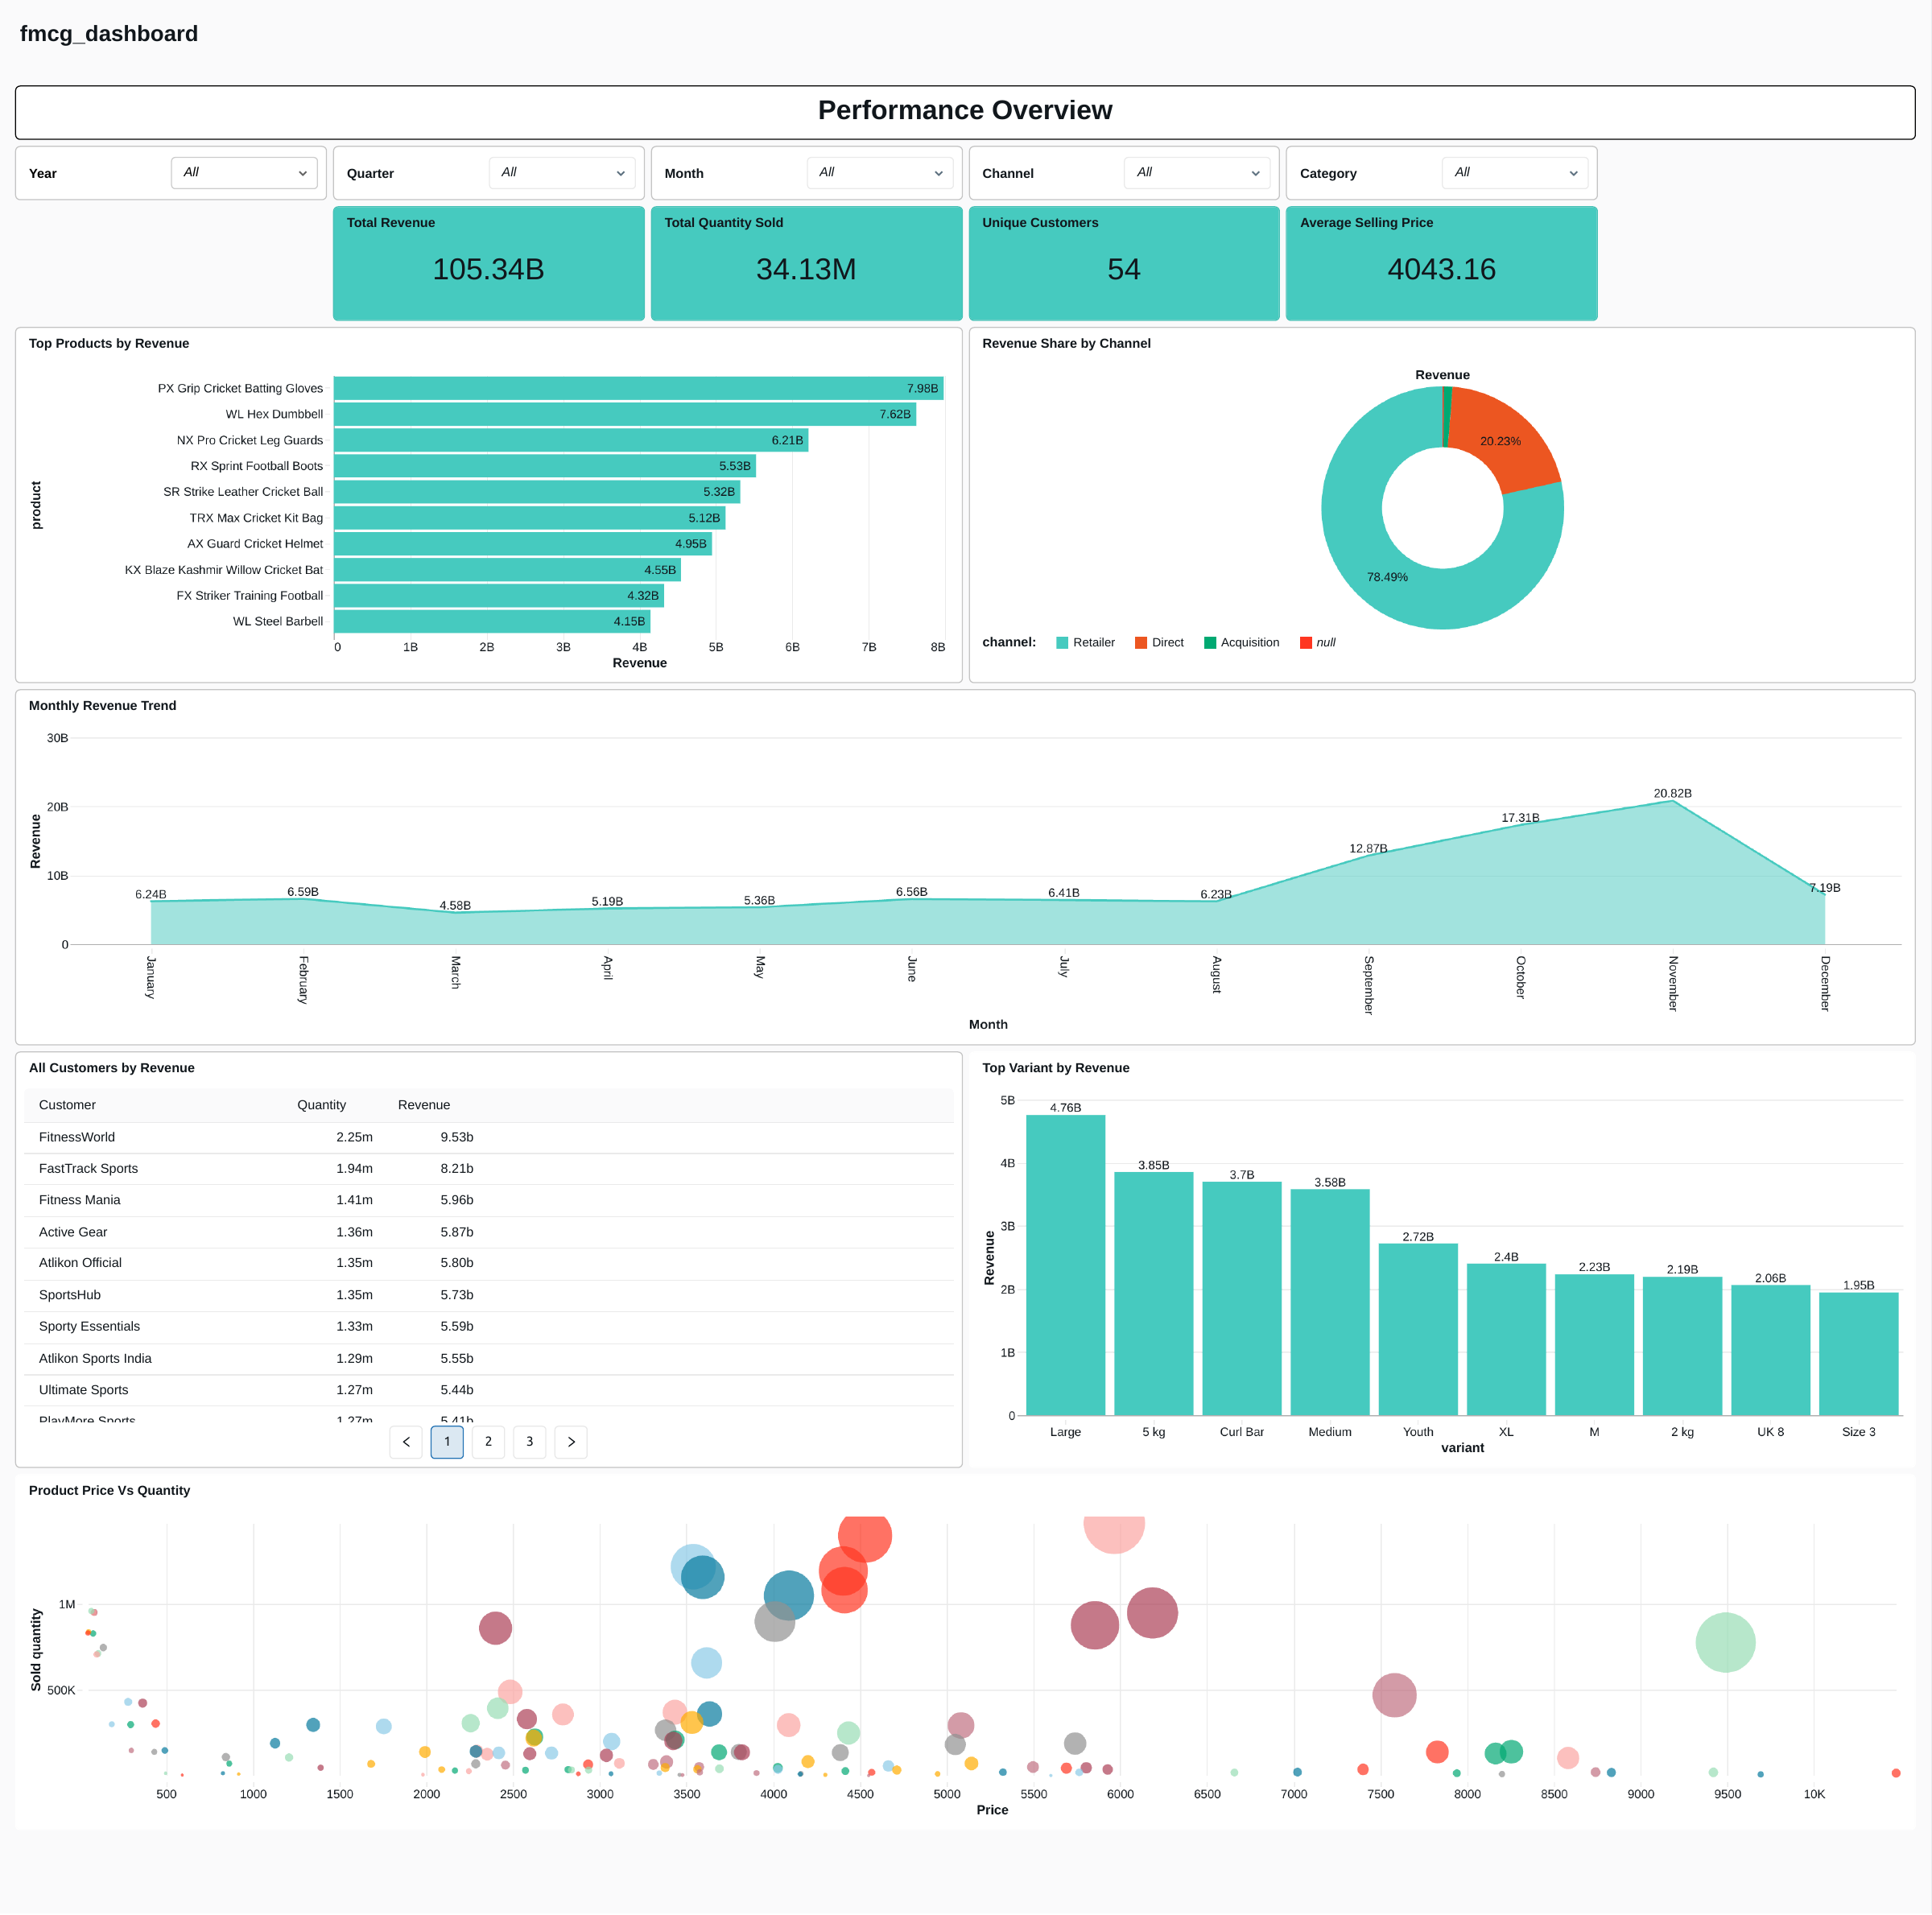 fmcg_dashboard
Performance Overview
Year All
Quarter All
Month All
Channel All
Category All
Total Revenue
105.34B
Total Quantity Sold
34.13M
Unique Customers
54
Average Selling Price
4043.16
Top Products by Revenue
product
PX Grip Cricket Batting Gloves 7.98B
WL Hex Dumbbell 7.62B
NX Pro Cricket Leg Guards 6.21B
RX Sprint Football Boots 5.53B
SR Strike Leather Cricket Ball 5.32B
TRX Max Cricket Kit Bag 5.12B
AX Guard Cricket Helmet 4.95B
KX Blaze Kashmir Willow Cricket Bat 4.55B
FX Striker Training Football 4.32B
WL Steel Barbell 4.15B
0 1B 2B 3B 4B 5B 6B 7B 8B
Revenue
Revenue Share by Channel
Revenue
20.23%
78.49%
channel: Retailer Direct Acquisition null
Monthly Revenue Trend
Revenue
30B
20B
10B
0
6.24B 6.59B 4.58B 5.19B 5.36B 6.56B 6.41B 6.23B 12.87B 17.31B 20.82B 7.19B
January February March April May June July August September October November December
Month
All Customers by Revenue
Customer Quantity Revenue
FitnessWorld 2.25m 9.53b
FastTrack Sports 1.94m 8.21b
Fitness Mania 1.41m 5.96b
Active Gear 1.36m 5.87b
Atlikon Official 1.35m 5.80b
SportsHub 1.35m 5.73b
Sporty Essentials 1.33m 5.59b
Atlikon Sports India 1.29m 5.55b
Ultimate Sports 1.27m 5.44b
PlayMore Sports 1.27m 5.41b
1 2 3
Top Variant by Revenue
Revenue
5B
4B
3B
2B
1B
0
4.76B 3.85B 3.7B 3.58B 2.72B 2.4B 2.23B 2.19B 2.06B 1.95B
Large 5 kg Curl Bar Medium Youth XL M 2 kg UK 8 Size 3
variant
Product Price Vs Quantity
Sold quantity
1M
500K
500 1000 1500 2000 2500 3000 3500 4000 4500 5000 5500 6000 6500 7000 7500 8000 8500 9000 9500 10K
Price